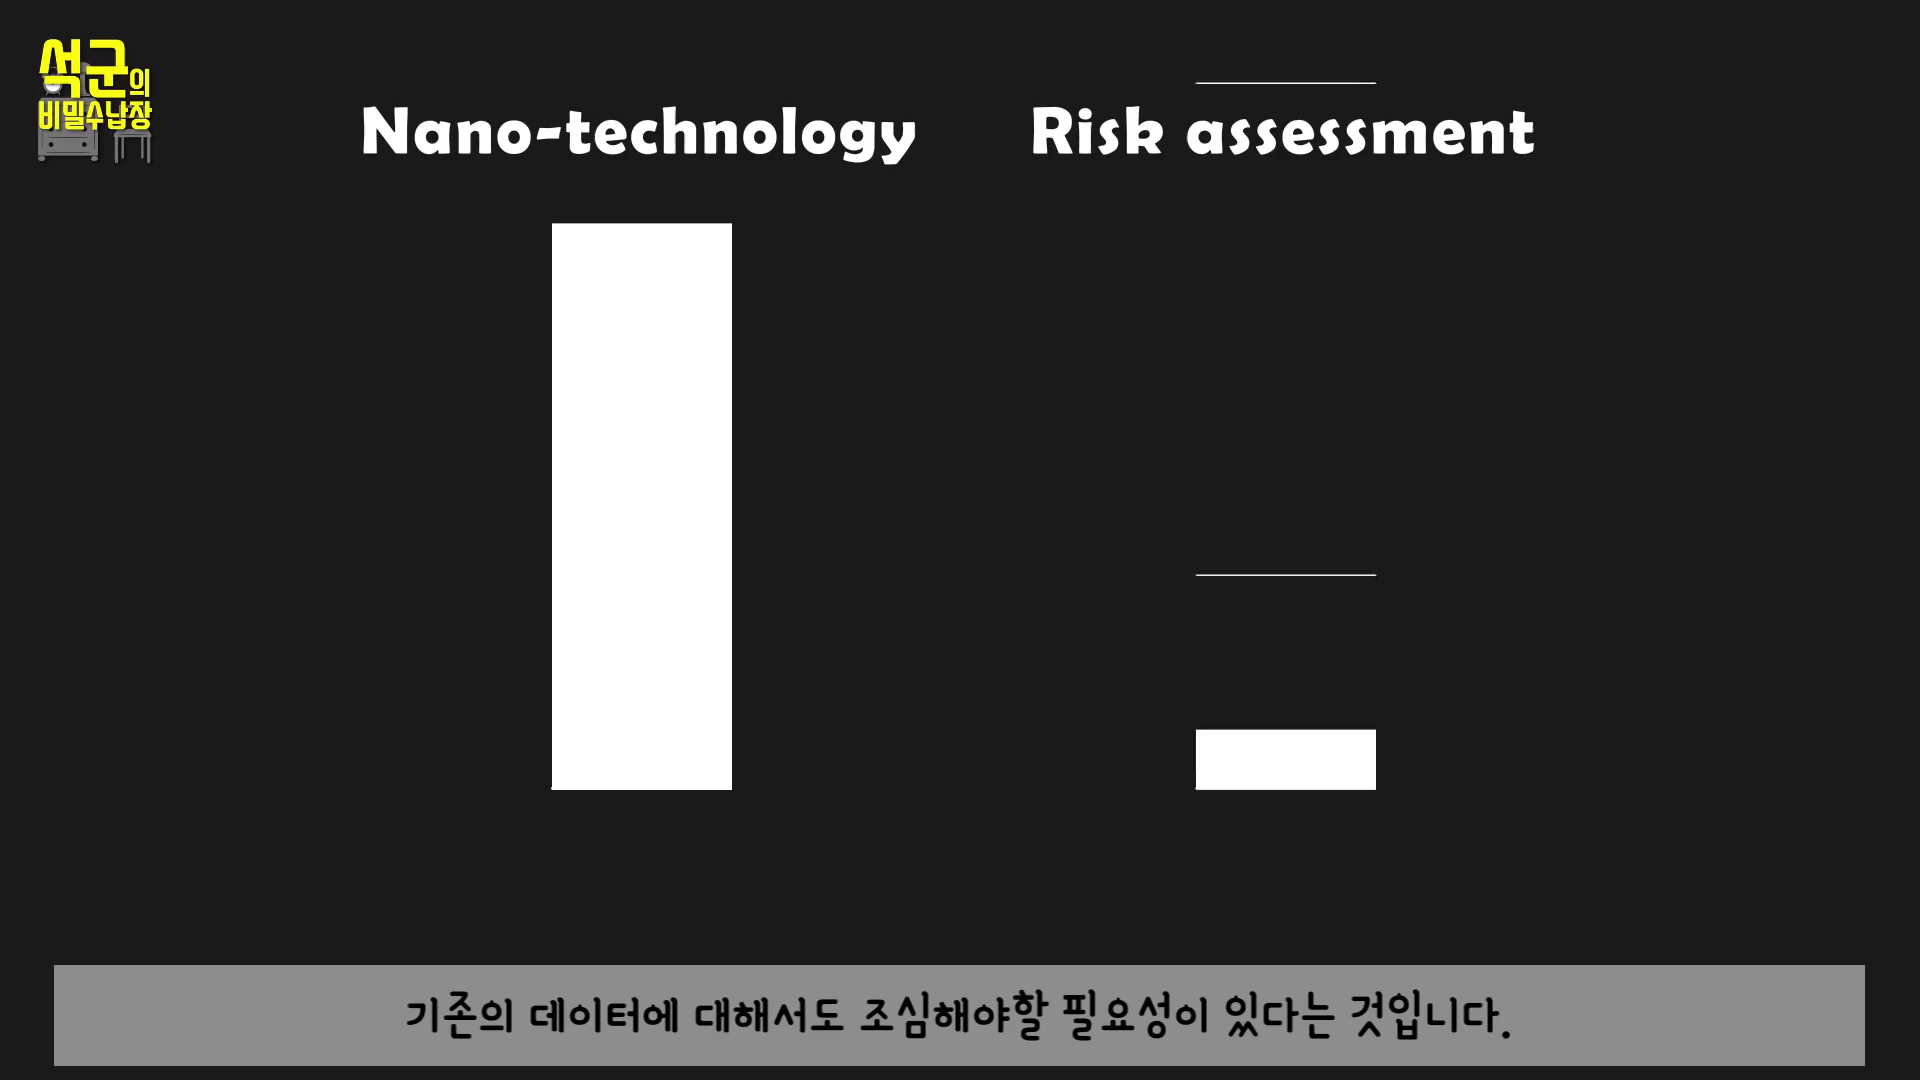 석군의
비밀수납장
Nano-technology
Risk assessment
기존의 데이터에 대해서도 조심해야할 필요성이 있다는 것입니다.